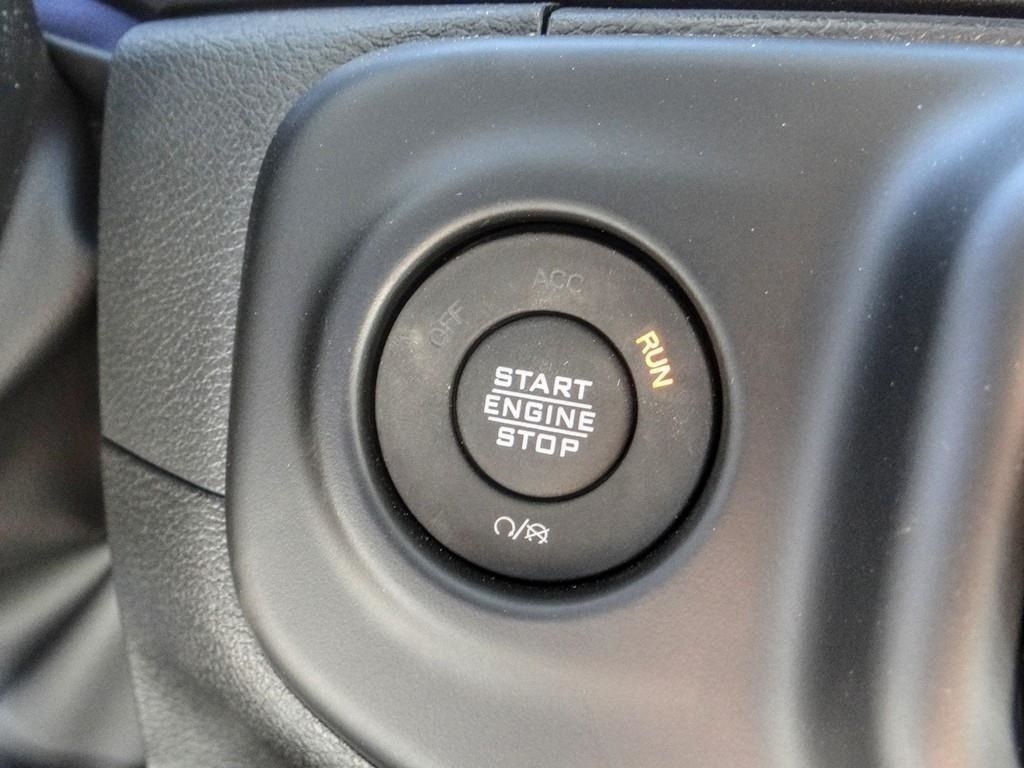 ACC
OFF
RUN
START
ENGINE
STOP